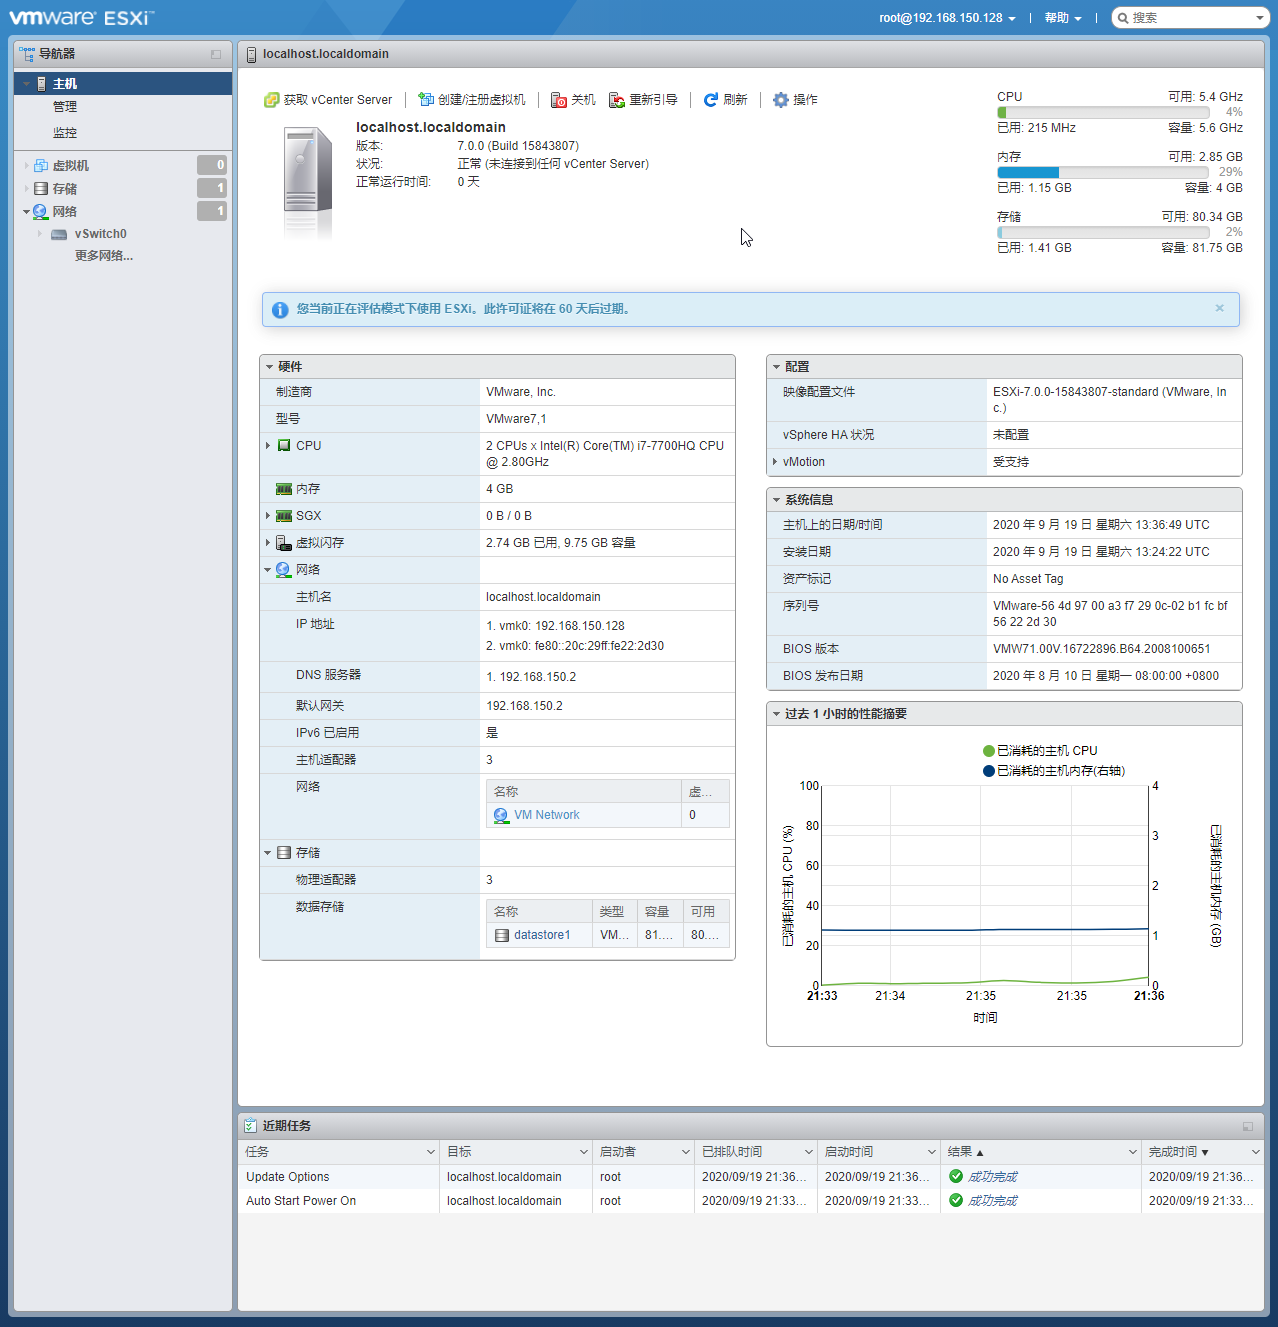 vmware ESXi™
root@192.168.150.128
帮助
搜索
导航器
主机
管理
监控
虚拟机 0
存储 1
网络 1
vSwitch0
更多网络...
localhost.localdomain
获取 vCenter Server
创建/注册虚拟机
关机
重新引导
刷新
操作
localhost.localdomain
版本: 7.0.0 (Build 15843807)
状况: 正常 (未连接到任何 vCenter Server)
正常运行时间: 0 天
CPU 可用: 5.4 GHz
4%
已用: 215 MHz 容量: 5.6 GHz
内存 可用: 2.85 GB
29%
已用: 1.15 GB 容量: 4 GB
存储 可用: 80.34 GB
2%
已用: 1.41 GB 容量: 81.75 GB
您当前正在评估模式下使用 ESXi。此许可证将在 60 天后过期。
硬件
制造商 VMware, Inc.
型号 VMware7,1
CPU 2 CPUs x Intel(R) Core(TM) i7-7700HQ CPU
@ 2.80GHz
内存 4 GB
SGX 0 B / 0 B
虚拟闪存 2.74 GB 已用, 9.75 GB 容量
网络
主机名 localhost.localdomain
IP 地址 1. vmk0: 192.168.150.128
2. vmk0: fe80::20c:29ff:fe22:2d30
DNS 服务器 1. 192.168.150.2
默认网关 192.168.150.2
IPv6 已启用 是
主机适配器 3
网络 名称 虚...
VM Network 0
存储
物理适配器 3
数据存储 名称 类型 容量 可用
datastore1 VM... 81.... 80....
配置
映像配置文件 ESXi-7.0.0-15843807-standard (VMware, In
c.)
vSphere HA 状况 未配置
vMotion 受支持
系统信息
主机上的日期/时间 2020 年 9 月 19 日 星期六 13:36:49 UTC
安装日期 2020 年 9 月 19 日 星期六 13:24:22 UTC
资产标记 No Asset Tag
序列号 VMware-56 4d 97 00 a3 f7 29 0c-02 b1 fc bf
56 22 2d 30
BIOS 版本 VMW71.00V.16722896.B64.2008100651
BIOS 发布日期 2020 年 8 月 10 日 星期一 08:00:00 +0800
过去 1 小时的性能摘要
已消耗的主机 CPU
已消耗的主机内存(右轴)
100
80
60
40
20
0
已消耗的主机 CPU (%)
4
3
2
1
0
已消耗的主机内存 (GB)
21:33 21:34 21:35 21:35 21:36
时间
近期任务
任务 目标 启动者 已排队时间 启动时间 结果▲ 完成时间▼
Update Options localhost.localdomain root 2020/09/19 21:36... 2020/09/19 21:36... 成功完成 2020/09/19 21:36...
Auto Start Power On localhost.localdomain root 2020/09/19 21:33... 2020/09/19 21:33... 成功完成 2020/09/19 21:33...